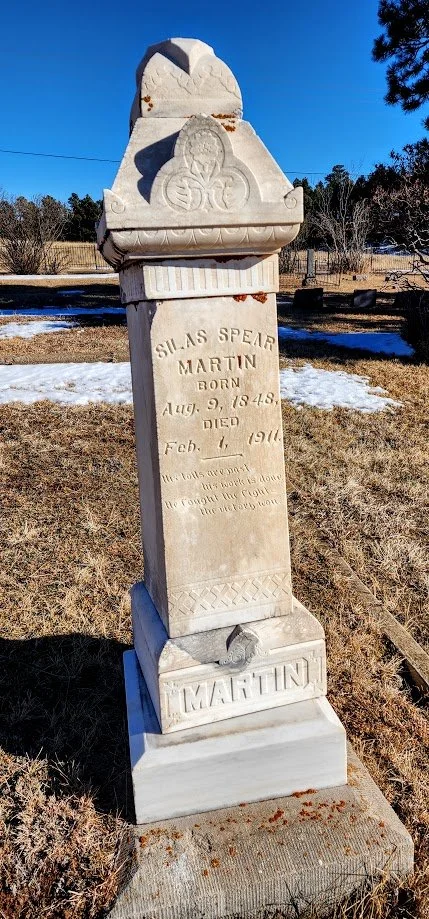 SILAS SPEAR
MARTIN
BORN
Aug. 9, 1848.
DIED
Feb. 1, 1911.
His toils are past
his work is done
He fought the fight
the victory won
MARTIN